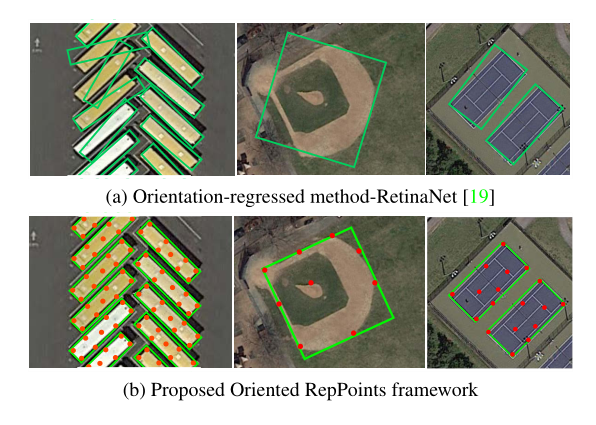 (a) Orientation-regressed method-RetinaNet [19]
(b) Proposed Oriented RepPoints framework